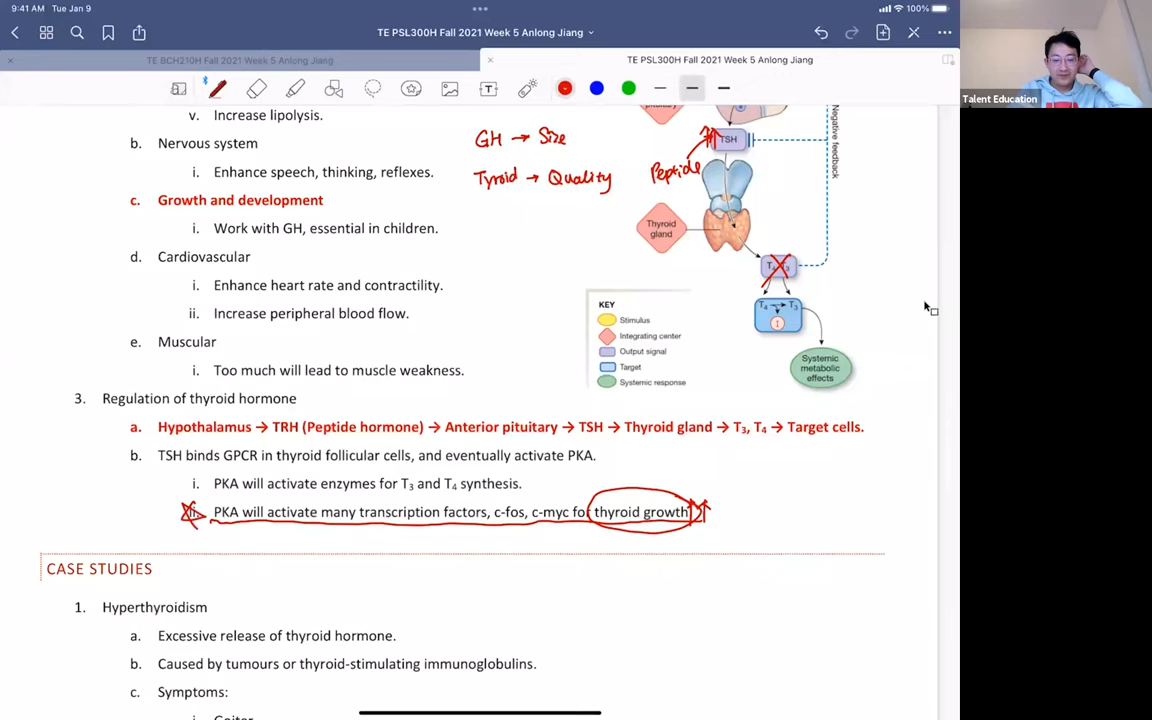 9:41 AM Tue Jan 9
100%
TE PSL300H Fall 2021 Week 5 Anlong Jiang
TE BCH210H Fall 2021 Week 5 Anlong Jiang
TE PSL300H Fall 2021 Week 5 Anlong Jiang
Talent Education
v. Increase lipolysis.
b. Nervous system
i. Enhance speech, thinking, reflexes.
c. Growth and development
i. Work with GH, essential in children.
d. Cardiovascular
i. Enhance heart rate and contractility.
ii. Increase peripheral blood flow.
e. Muscular
i. Too much will lead to muscle weakness.
GH → Size
Tyroid → Quality
Peptide
TSH
Negative feedback
Thyroid
gland
T4, T3
T4 → T3
I
Systemic
metabolic
effects
KEY
Stimulus
Integrating center
Output signal
Target
Systemic response
3. Regulation of thyroid hormone
a. Hypothalamus → TRH (Peptide hormone) → Anterior pituitary → TSH → Thyroid gland → T3, T4 → Target cells.
b. TSH binds GPCR in thyroid follicular cells, and eventually activate PKA.
i. PKA will activate enzymes for T3 and T4 synthesis.
ii. PKA will activate many transcription factors, c-fos, c-myc for thyroid growth
CASE STUDIES
1. Hyperthyroidism
a. Excessive release of thyroid hormone.
b. Caused by tumours or thyroid-stimulating immunoglobulins.
c. Symptoms:
i. Goiter